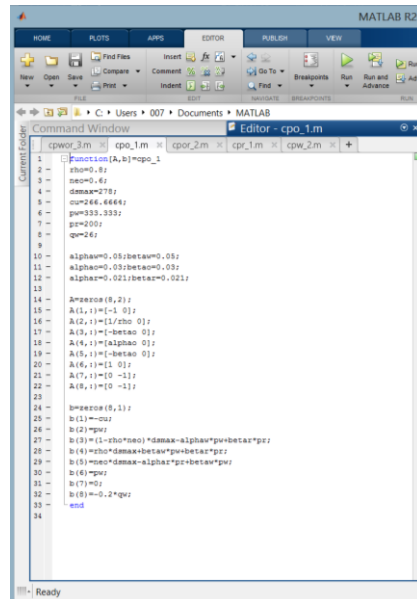 MATLAB R2
HOME PLOTS APPS EDITOR PUBLISH VIEW
New Open Save Find Files Compare Print Insert fx Comment Indent Go To Find Breakpoints Run Run and Advance Run Ad
FILE EDIT NAVIGATE BREAKPOINTS RUN
C: Users 007 Documents MATLAB
Current Folder
Command Window Editor - cpo_1.m
cpwor_3.m cpo_1.m cpor_2.m cpr_1.m cpw_2.m +
1 function[A,b]=cpo_1
2 - rho=0.8;
3 - neo=0.6;
4 - dsmax=278;
5 - cu=266.6664;
6 - pw=333.333;
7 - pr=200;
8 - qw=26;
9
10 - alphaw=0.05;betaw=0.05;
11 - alphao=0.03;betao=0.03;
12 - alphar=0.021;betar=0.021;
13
14 - A=zeros(8,2);
15 - A(1,:)=[-1 0];
16 - A(2,:)=[1/rho 0];
17 - A(3,:)=[-betao 0];
18 - A(4,:)=[alphao 0];
19 - A(5,:)=[-betao 0];
20 - A(6,:)=[1 0];
21 - A(7,:)=[0 -1];
22 - A(8,:)=[0 -1];
23
24 - b=zeros(8,1);
25 - b(1)=-cu;
26 - b(2)=pw;
27 - b(3)=(1-rho*neo)*dsmax-alphaw*pw+betar*pr;
28 - b(4)=rho*dsmax+betaw*pw+betar*pr;
29 - b(5)=neo*dsmax-alphar*pr+betaw*pw;
30 - b(6)=pw;
31 - b(7)=0;
32 - b(8)=-0.2*qw;
33 - end
34
Ready